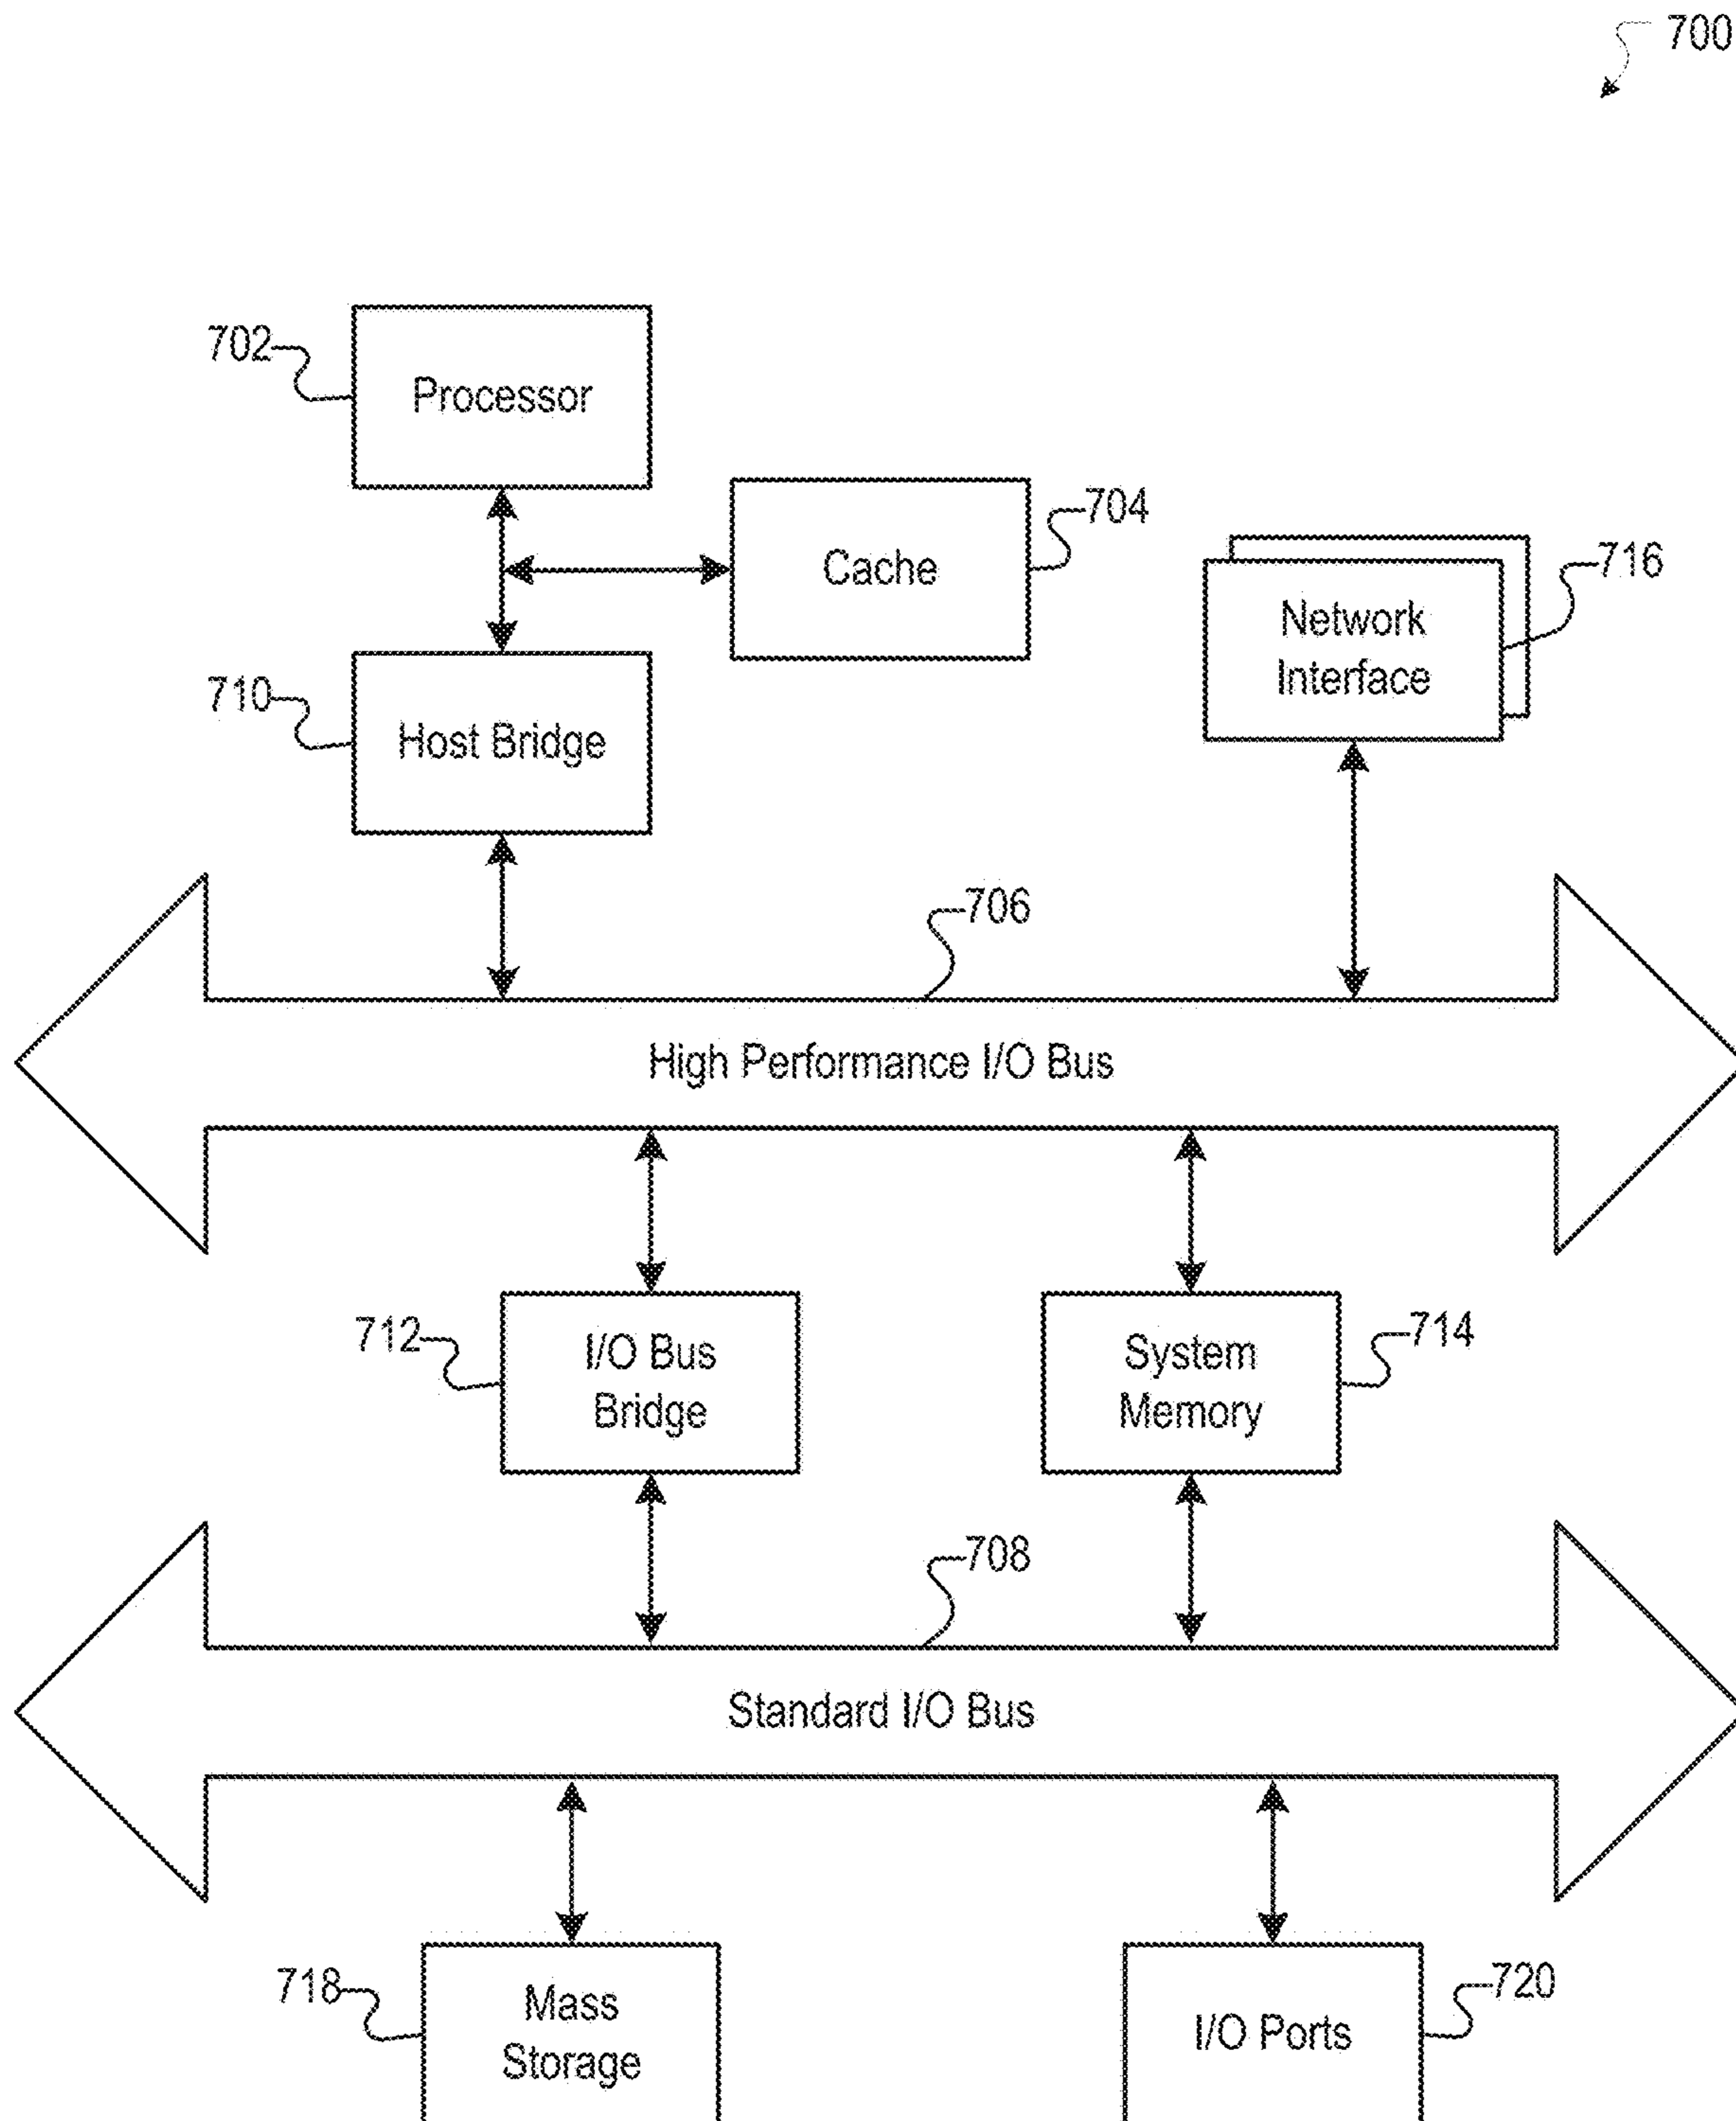 700
702
Processor
Cache
704
Network
Interface
716
710
Host Bridge
706
High Performance I/O Bus
712
I/O Bus
Bridge
System
Memory
714
708
Standard I/O Bus
718
Mass
Storage
I/O Ports
720